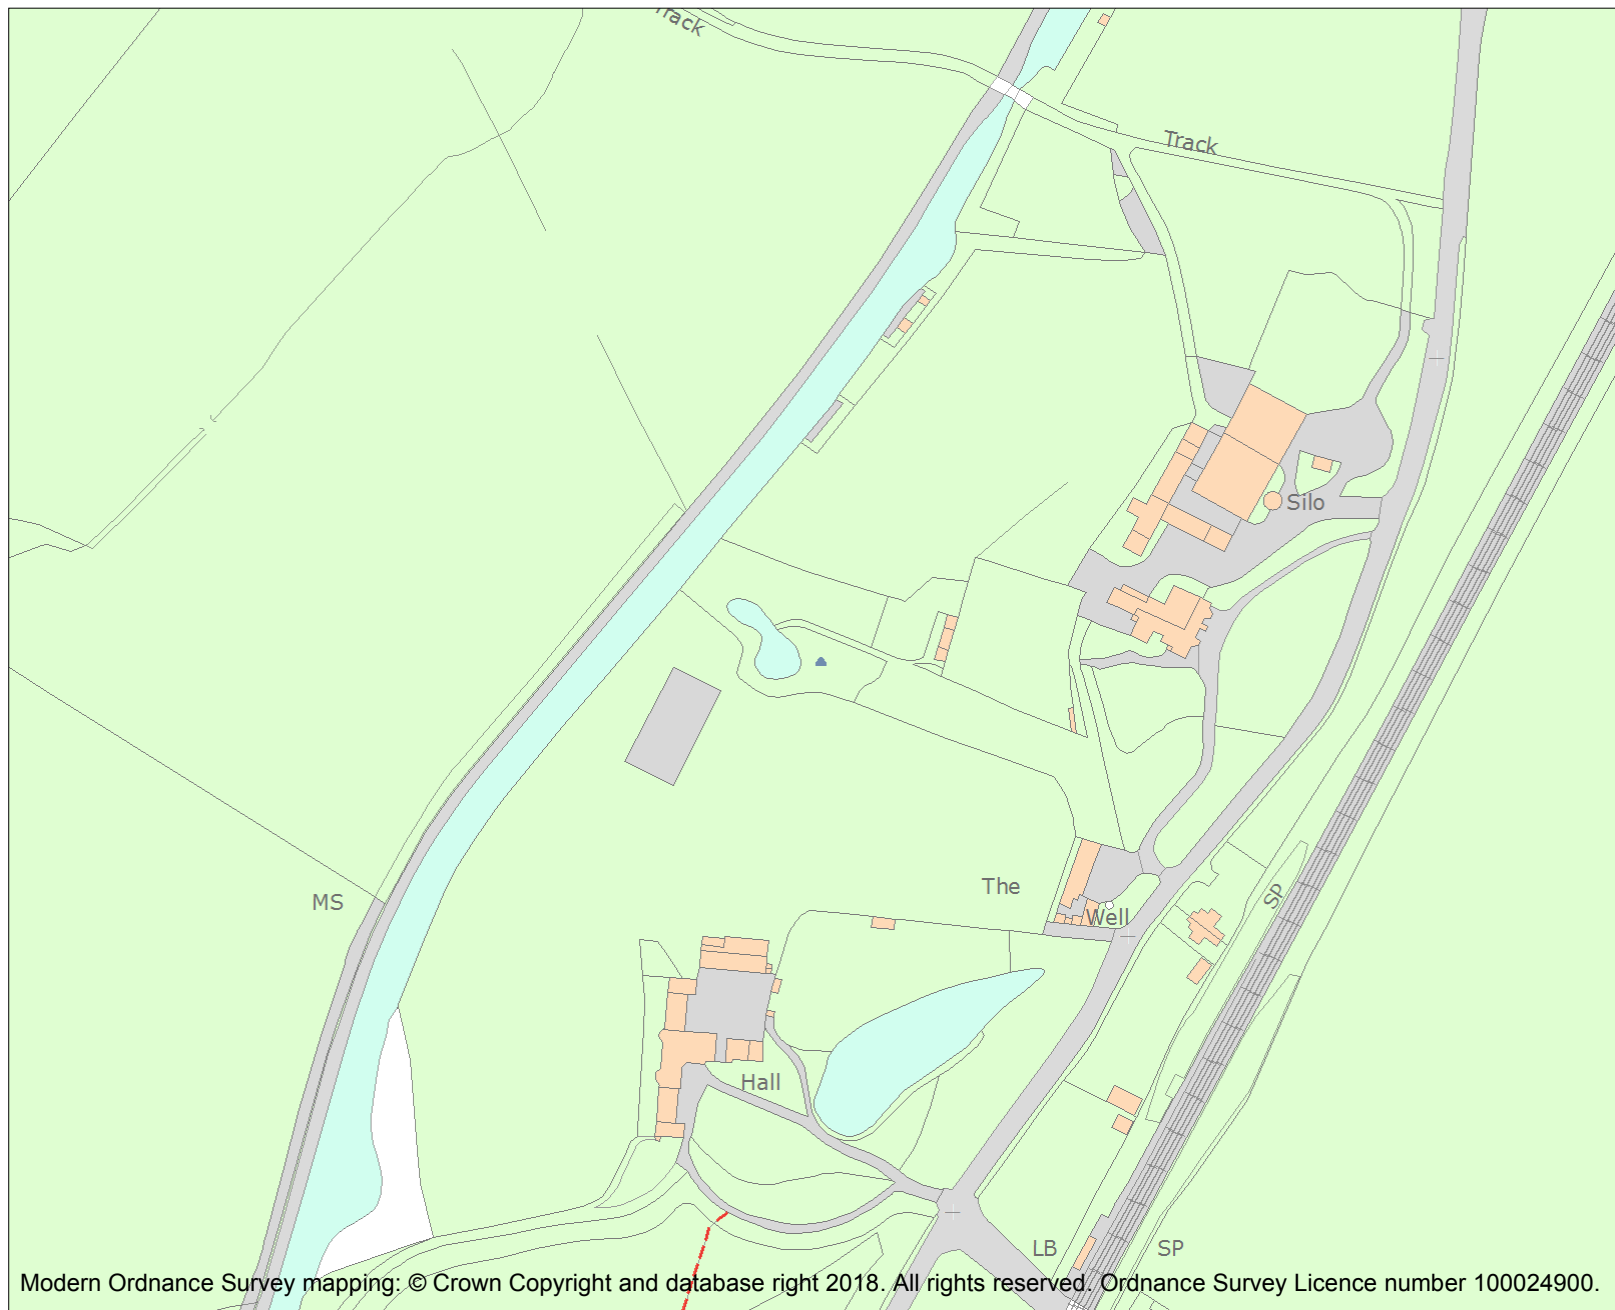 Track
Track
Silo
The
MS
SP
Well
Hall
LB
SP
Modern Ordnance Survey mapping: © Crown Copyright and database right 2018. All rights reserved. Ordnance Survey Licence number 100024900.